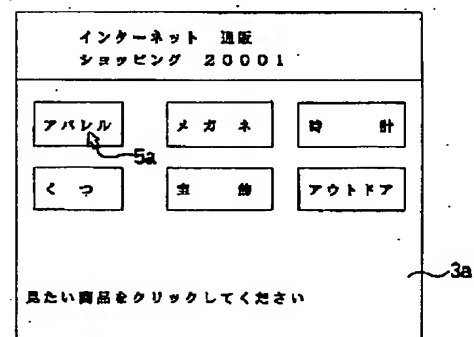 インターネット 通販
ショッピング 20001
アパレル メガネ 時計
5a
くつ 宝飾 アウトドア
3a
見たい商品をクリックしてください